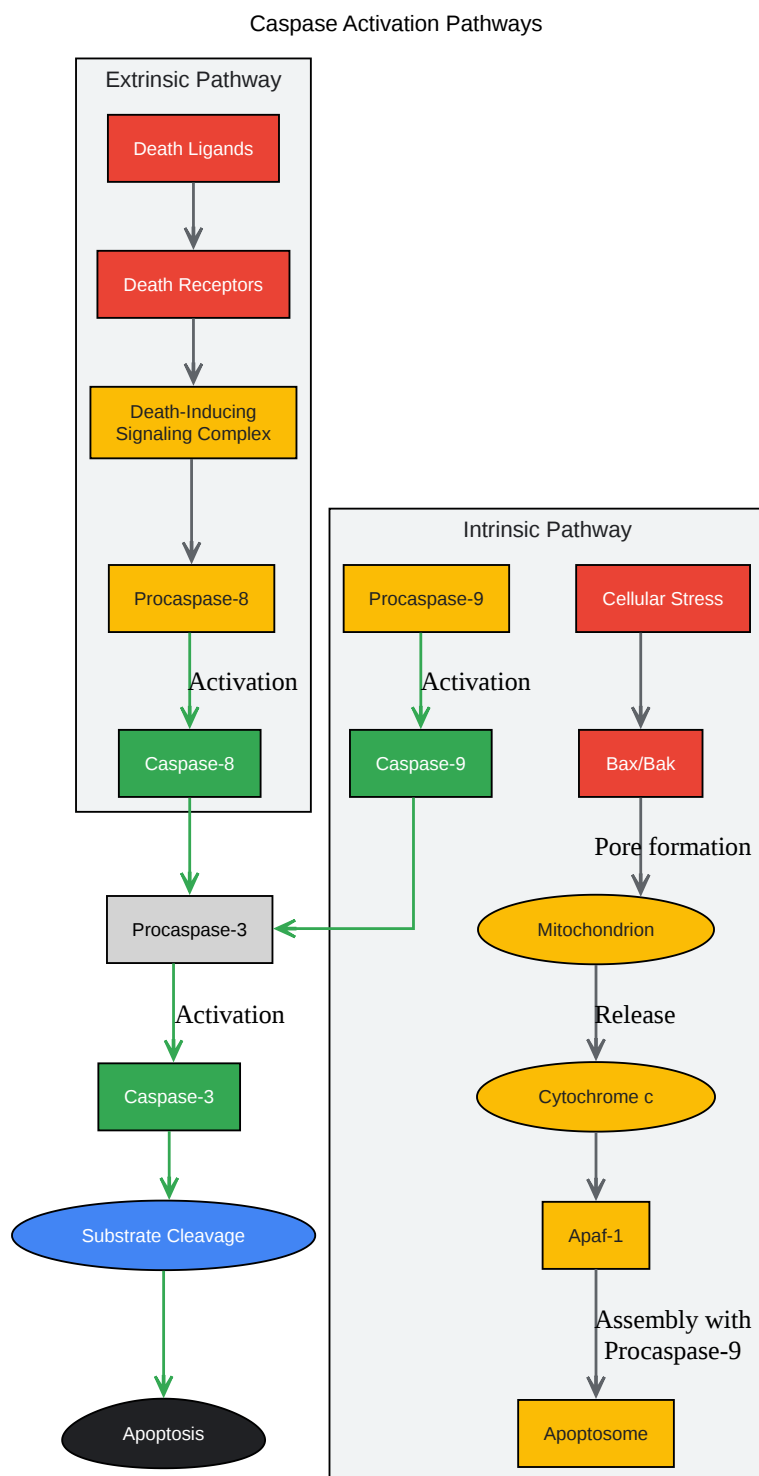 Caspase Activation Pathways
Extrinsic Pathway
Death Ligands
Death Receptors
Death-Inducing
Signaling Complex
Procaspase-8
Activation
Caspase-8
Intrinsic Pathway
Procaspase-9
Cellular Stress
Activation
Caspase-9
Bax/Bak
Pore formation
Procaspase-3
Mitochondrion
Activation
Release
Caspase-3
Cytochrome c
Substrate Cleavage
Apaf-1
Assembly with
Procaspase-9
Apoptosis
Apoptosome